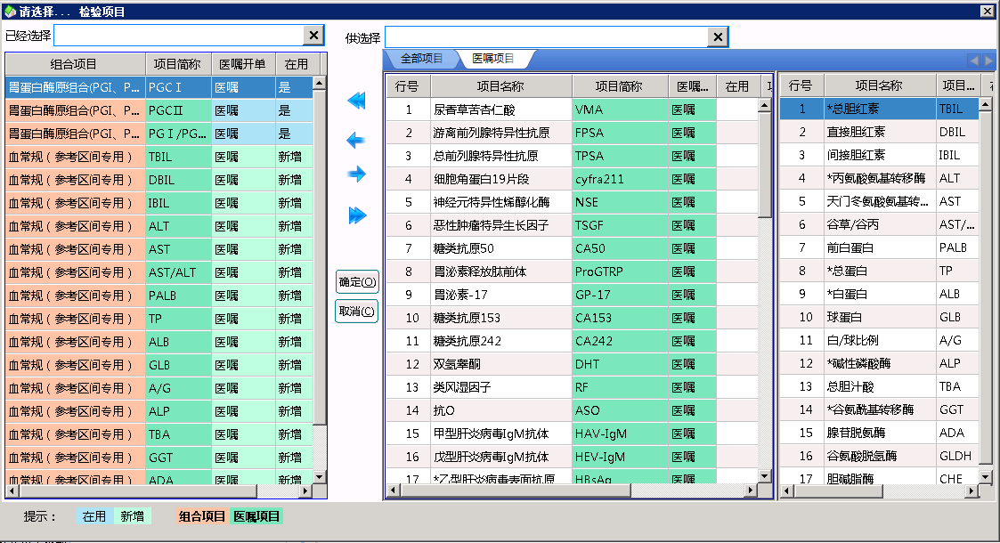 请选择... 检验项目
已经选择
供选择
组合项目 项目简称 医嘱开单 在用
胃蛋白酶原组合(PGI、P... PGCⅠ 医嘱 是
胃蛋白酶原组合(PGI、P... PGCⅡ 医嘱 是
胃蛋白酶原组合(PGI、P... PGⅠ/PG... 医嘱 是
血常规（参考区间专用） TBIL 医嘱 新增
血常规（参考区间专用） DBIL 医嘱 新增
血常规（参考区间专用） IBIL 医嘱 新增
血常规（参考区间专用） ALT 医嘱 新增
血常规（参考区间专用） AST 医嘱 新增
血常规（参考区间专用） AST/ALT 医嘱 新增
血常规（参考区间专用） PALB 医嘱 新增
血常规（参考区间专用） TP 医嘱 新增
血常规（参考区间专用） ALB 医嘱 新增
血常规（参考区间专用） GLB 医嘱 新增
血常规（参考区间专用） A/G 医嘱 新增
血常规（参考区间专用） ALP 医嘱 新增
血常规（参考区间专用） TBA 医嘱 新增
血常规（参考区间专用） GGT 医嘱 新增
血常规（参考区间专用） ADA 医嘱 新增
确定(O)
取消(C)
全部项目 医嘱项目
行号 项目名称 项目简称 医嘱... 在用
1 尿香草苦杏仁酸 VMA 医嘱
2 游离前列腺特异性抗原 FPSA 医嘱
3 总前列腺特异性抗原 TPSA 医嘱
4 细胞角蛋白19片段 cyfra211 医嘱
5 神经元特异性烯醇化酶 NSE 医嘱
6 恶性肿瘤特异生长因子 TSGF 医嘱
7 糖类抗原50 CA50 医嘱
8 胃泌素释放肽前体 ProGTRP 医嘱
9 胃泌素-17 GP-17 医嘱
10 糖类抗原153 CA153 医嘱
11 糖类抗原242 CA242 医嘱
12 双氢睾酮 DHT 医嘱
13 类风湿因子 RF 医嘱
14 抗O ASO 医嘱
15 甲型肝炎病毒IgM抗体 HAV-IgM 医嘱
16 戊型肝炎病毒IgM抗体 HEV-IgM 医嘱
17 *乙型肝炎病毒表面抗原 HBsAg 医嘱
行号 项目名称 项目...
1 *总胆红素 TBIL
2 直接胆红素 DBIL
3 间接胆红素 IBIL
4 *丙氨酸氨基转移酶 ALT
5 天门冬氨酸氨基转... AST
6 谷草/谷丙 AST/...
7 前白蛋白 PALB
8 *总蛋白 TP
9 *白蛋白 ALB
10 球蛋白 GLB
11 白/球比例 A/G
12 *碱性磷酸酶 ALP
13 总胆汁酸 TBA
14 *谷氨酰基转移酶 GGT
15 腺苷脱氨酶 ADA
16 谷氨酸脱氢酶 GLDH
17 胆碱脂酶 CHE
提示： 在用 新增 组合项目 医嘱项目